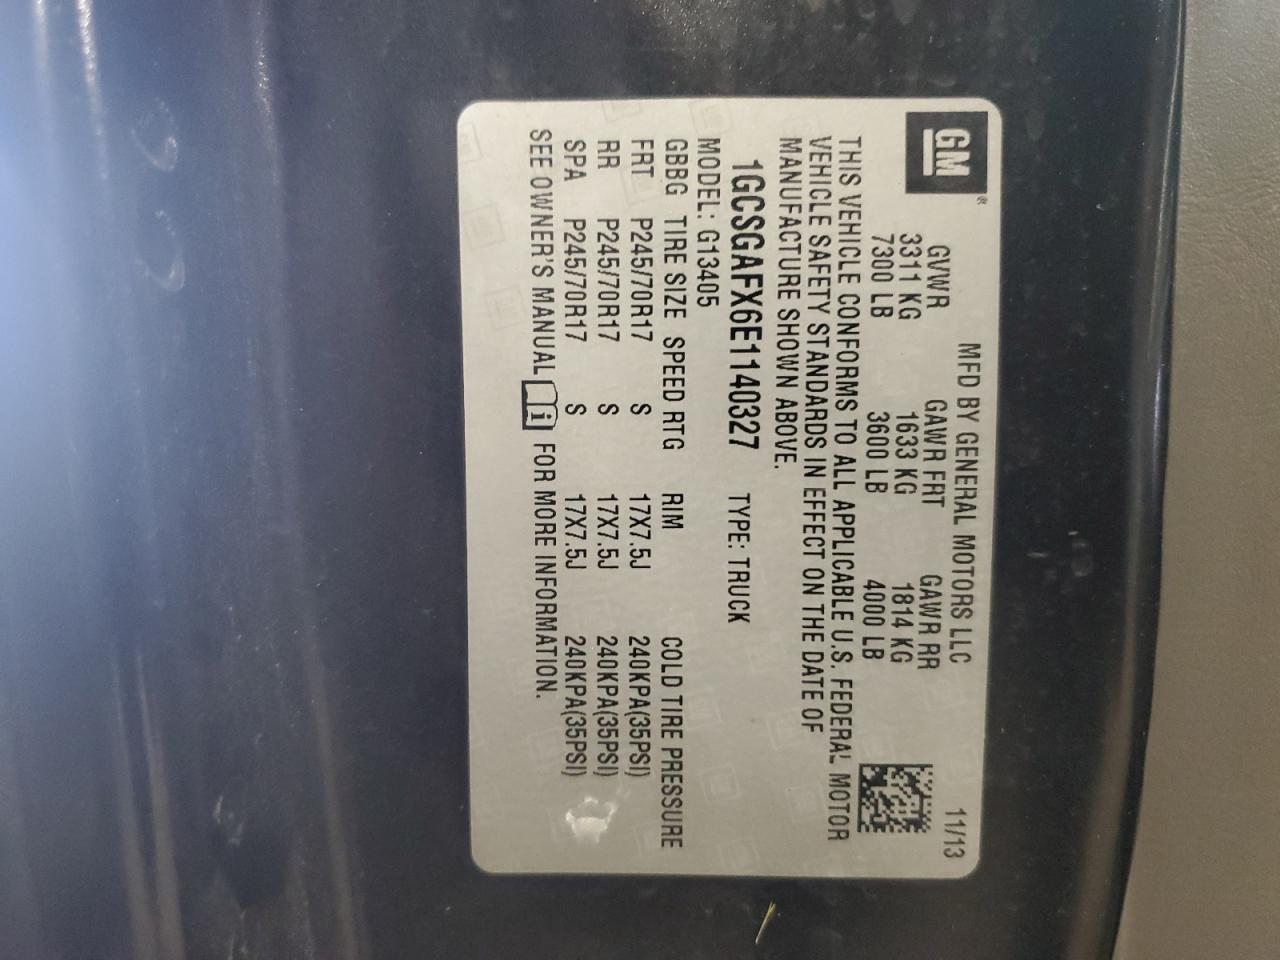 GM®
MFD BY GENERAL MOTORS LLC 11/13
GVWR GAWR FRT GAWR RR
3311 KG 1633 KG 1814 KG
7300 LB 3600 LB 4000 LB
THIS VEHICLE CONFORMS TO ALL APPLICABLE U.S. FEDERAL MOTOR
VEHICLE SAFETY STANDARDS IN EFFECT ON THE DATE OF
MANUFACTURE SHOWN ABOVE.
1GCSGAFX6E1140327 TYPE: TRUCK
MODEL: G13405
GBBG TIRE SIZE SPEED RTG RIM COLD TIRE PRESSURE
FRT P245/70R17 S 17X7.5J 240KPA(35PSI)
RR P245/70R17 S 17X7.5J 240KPA(35PSI)
SPA P245/70R17 S 17X7.5J 240KPA(35PSI)
SEE OWNER'S MANUAL i FOR MORE INFORMATION.